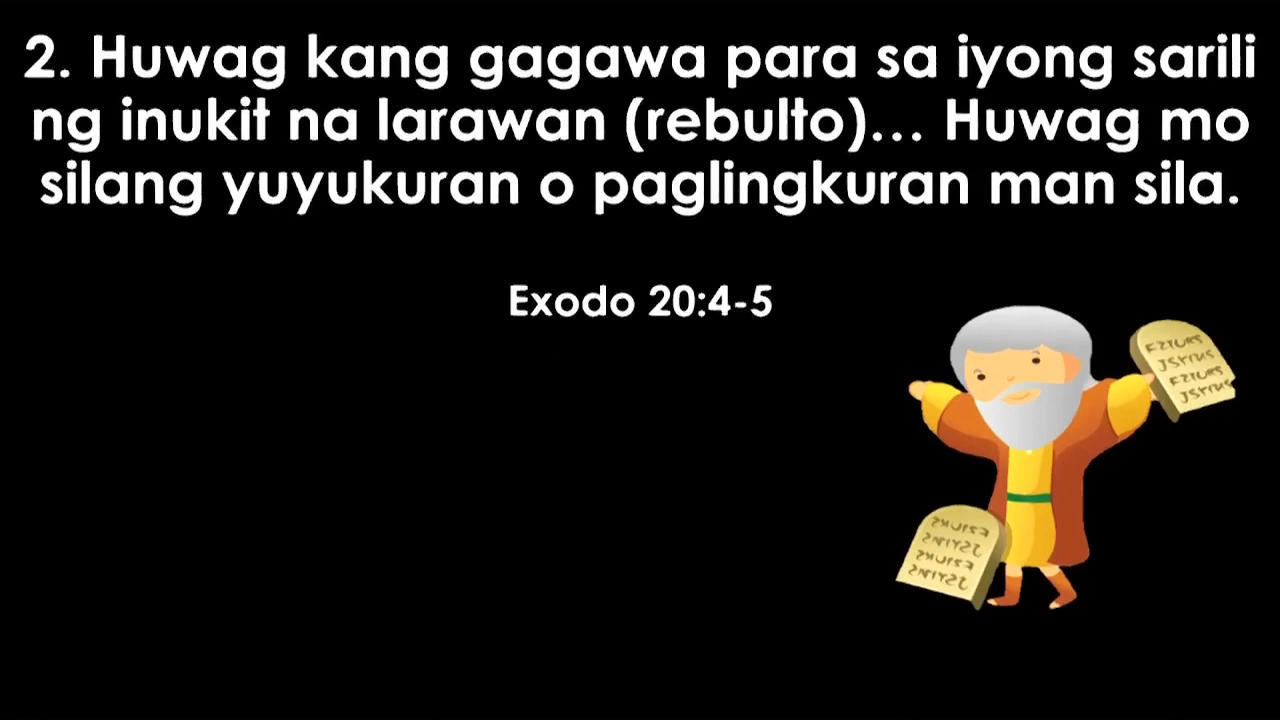 2. Huwag kang gagawa para sa iyong sarili
ng inukit na larawan (rebulto)... Huwag mo
silang yuyukuran o paglingkuran man sila.
Exodo 20:4-5